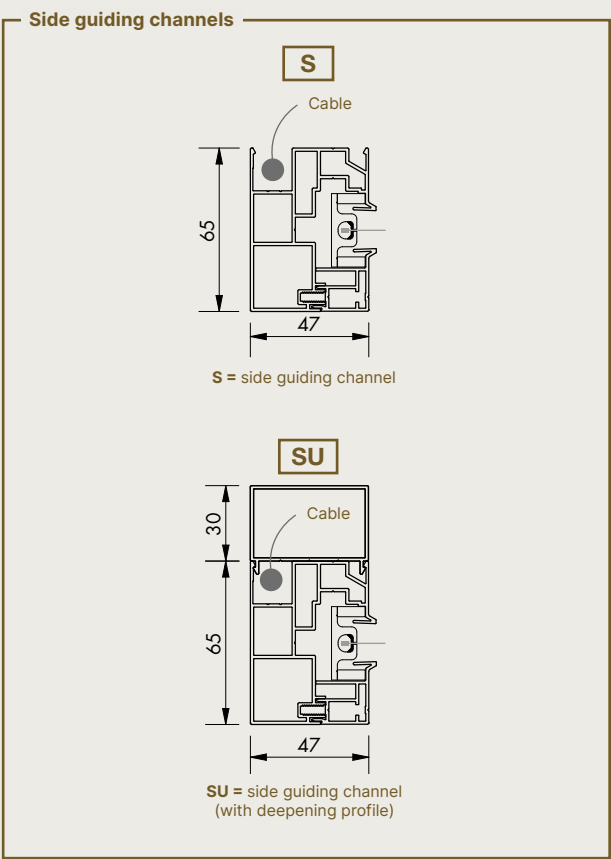 Side guiding channels
S
Cable
65
47
S = side guiding channel
SU
Cable
30
65
47
SU = side guiding channel
(with deepening profile)